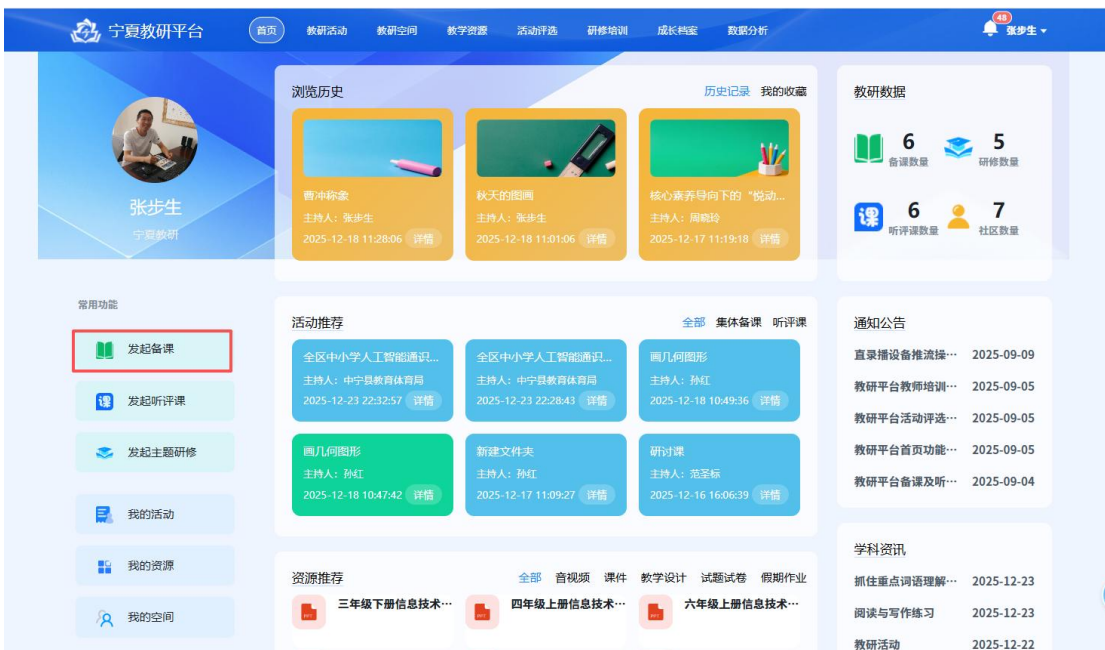 宁夏教研平台 首页 教研活动 教研空间 教学资源 活动评选 研修培训 成长档案 数据分析 48 张步生
张步生
宁夏教研
浏览历史 历史记录 我的收藏
曹冲称象
主持人：张步生
2025-12-18 11:28:06 详情
秋天的图画
主持人：张步生
2025-12-18 11:01:06 详情
核心素养导向下的“悦动...
主持人：周晓玲
2025-12-17 11:19:18 详情
教研数据
6 备课数量
5 研修数量
课 6 听评课数量
7 社区数量
常用功能
发起备课
课 发起听评课
发起主题研修
我的活动
我的资源
我的空间
活动推荐 全部 集体备课 听评课
全区中小学人工智能通识...
主持人：中宁县教育体育局
2025-12-23 22:32:57 详情
全区中小学人工智能通识...
主持人：中宁县教育体育局
2025-12-23 22:28:43 详情
画几何图形
主持人：孙红
2025-12-18 10:49:36 详情
画几何图形
主持人：孙红
2025-12-18 10:47:42 详情
新建文件夹
主持人：孙红
2025-12-17 11:09:27 详情
研讨课
主持人：范圣标
2025-12-16 16:06:39 详情
通知公告
直录播设备推流操… 2025-09-09
教研平台教师培训… 2025-09-05
教研平台活动评选… 2025-09-05
教研平台首页功能… 2025-09-05
教研平台备课及听… 2025-09-04
资源推荐 全部 音视频 课件 教学设计 试题试卷 假期作业
PPT 三年级下册信息技术…
PPT 四年级上册信息技术…
PPT 六年级上册信息技术…
学科资讯
抓住重点词语理解… 2025-12-23
阅读与写作练习 2025-12-23
教研活动 2025-12-22